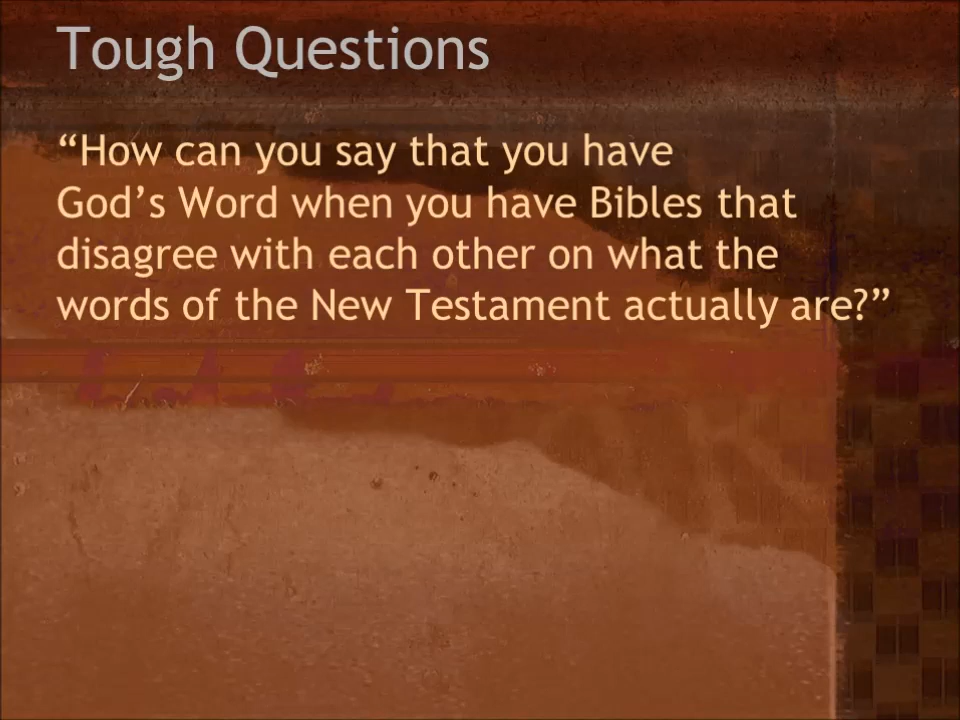 Tough Questions
“How can you say that you have
God’s Word when you have Bibles that
disagree with each other on what the
words of the New Testament actually are?”